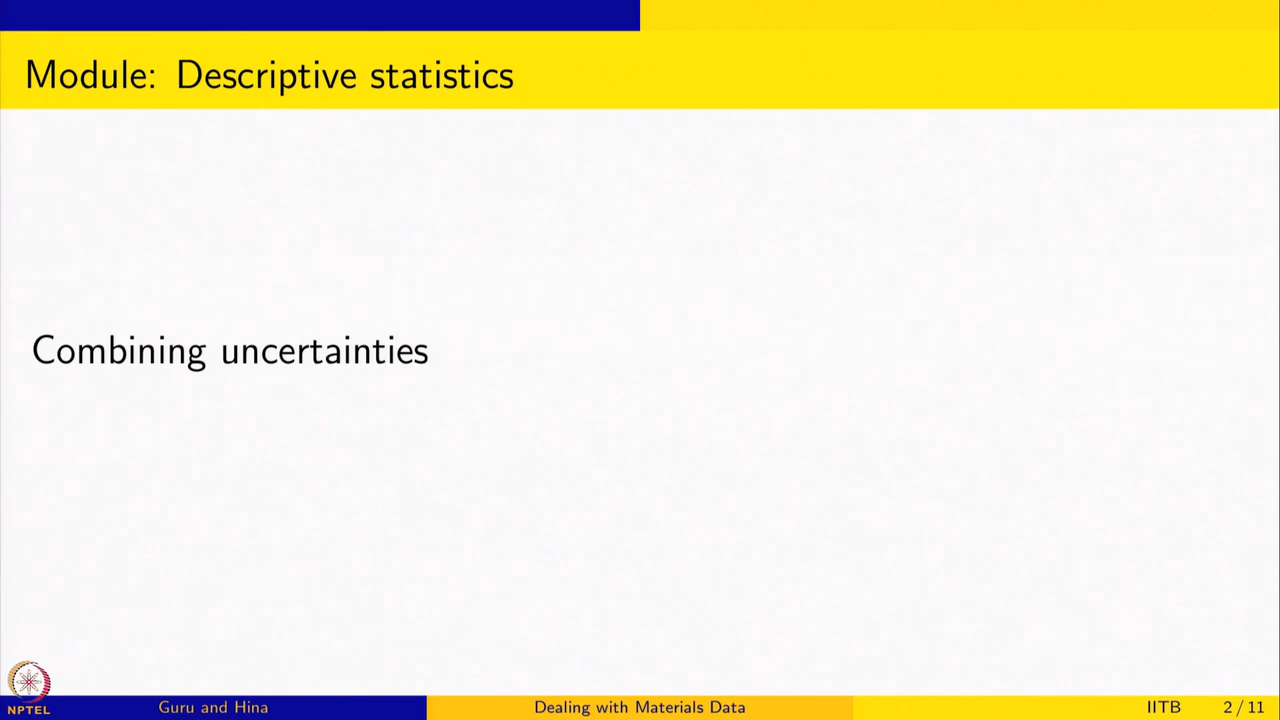 Module: Descriptive statistics
Combining uncertainties
NPTEL
Guru and Hina
Dealing with Materials Data
IITB
2 / 11